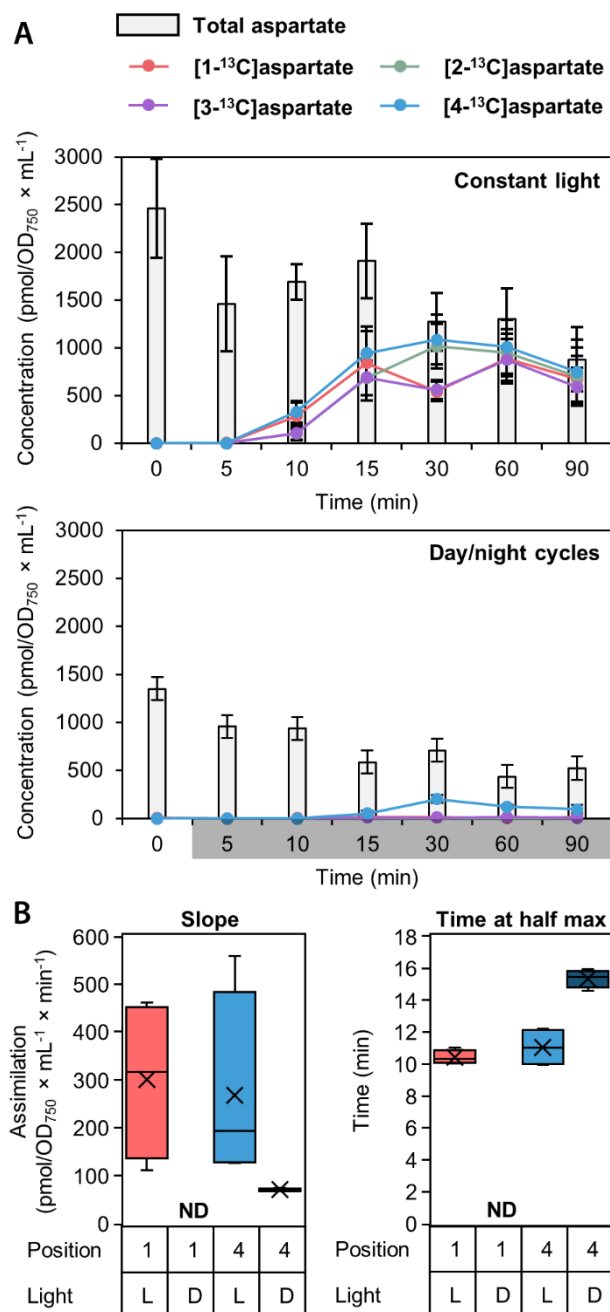 A
Total aspartate
[1-¹³C]aspartate
[2-¹³C]aspartate
[3-¹³C]aspartate
[4-¹³C]aspartate
Constant light
Concentration (pmol/OD₇₅₀ × mL⁻¹)
3000
2500
2000
1500
1000
500
0
0 5 10 15 30 60 90
Time (min)
Day/night cycles
Concentration (pmol/OD₇₅₀ × mL⁻¹)
3000
2500
2000
1500
1000
500
0
0 5 10 15 30 60 90
Time (min)
B
Slope
Assimilation
(pmol/OD₇₅₀ × mL⁻¹ × min⁻¹)
600
500
400
300
200
100
0
ND
Position 1 1 4 4
Light L D L D
Time at half max
Time (min)
18
16
14
12
10
8
6
4
2
0
ND
Position 1 1 4 4
Light L D L D